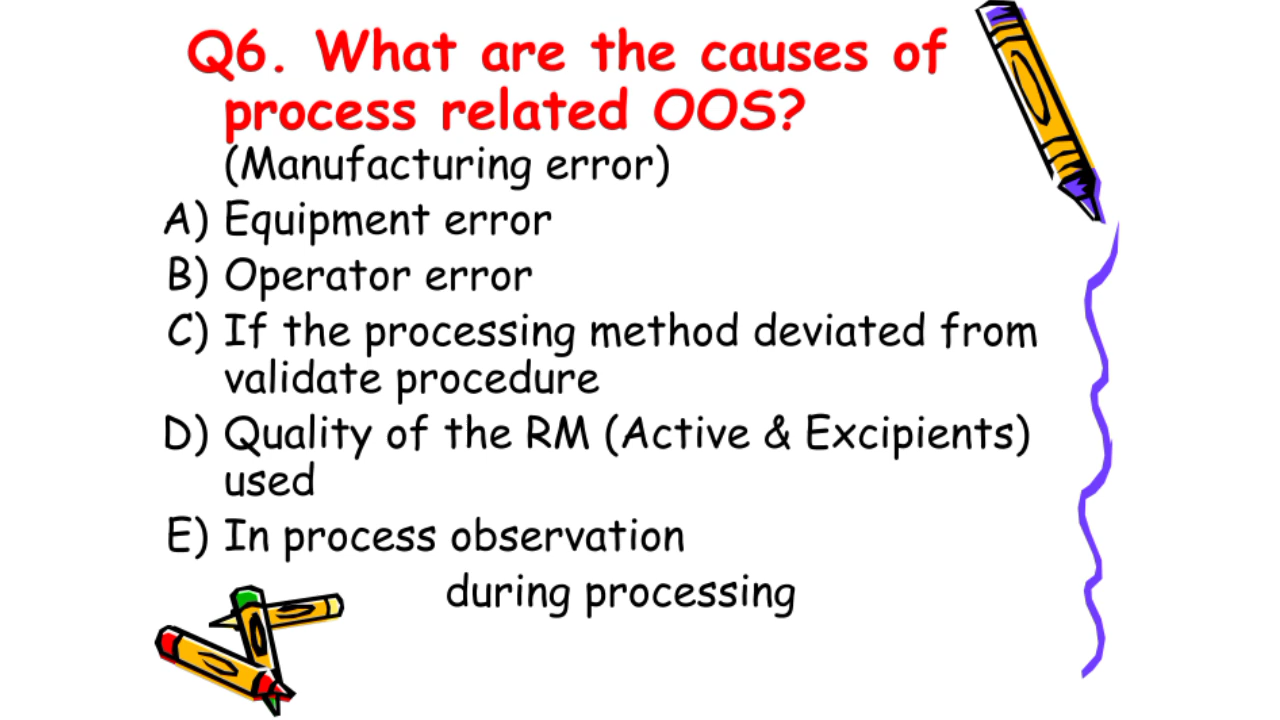 Q6. What are the causes of
process related OOS?
(Manufacturing error)
A) Equipment error
B) Operator error
C) If the processing method deviated from
validate procedure
D) Quality of the RM (Active & Excipients)
used
E) In process observation
during processing